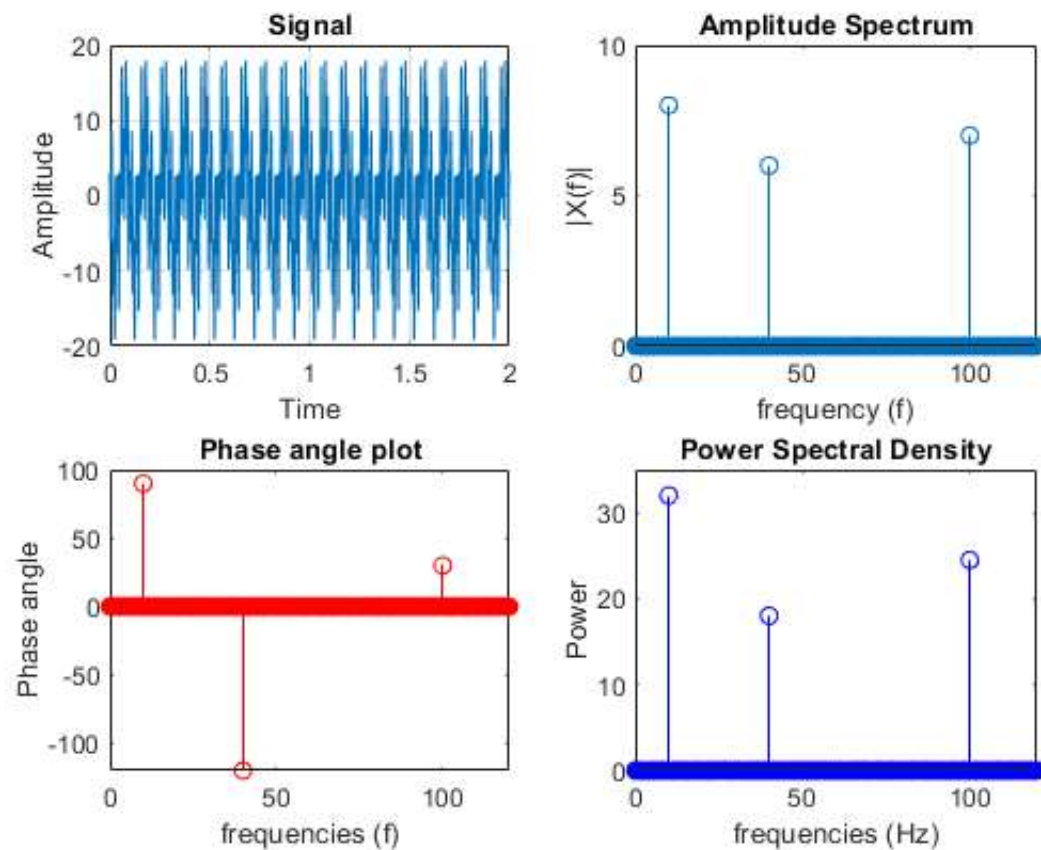 Signal
20
10
0
-10
-20
Amplitude
0 0.5 1 1.5 2
Time
Amplitude Spectrum
10
5
0
|X(f)|
0 50 100
frequency (f)
Phase angle plot
100
50
0
-50
-100
Phase angle
0 50 100
frequencies (f)
Power Spectral Density
30
20
10
0
Power
0 50 100
frequencies (Hz)